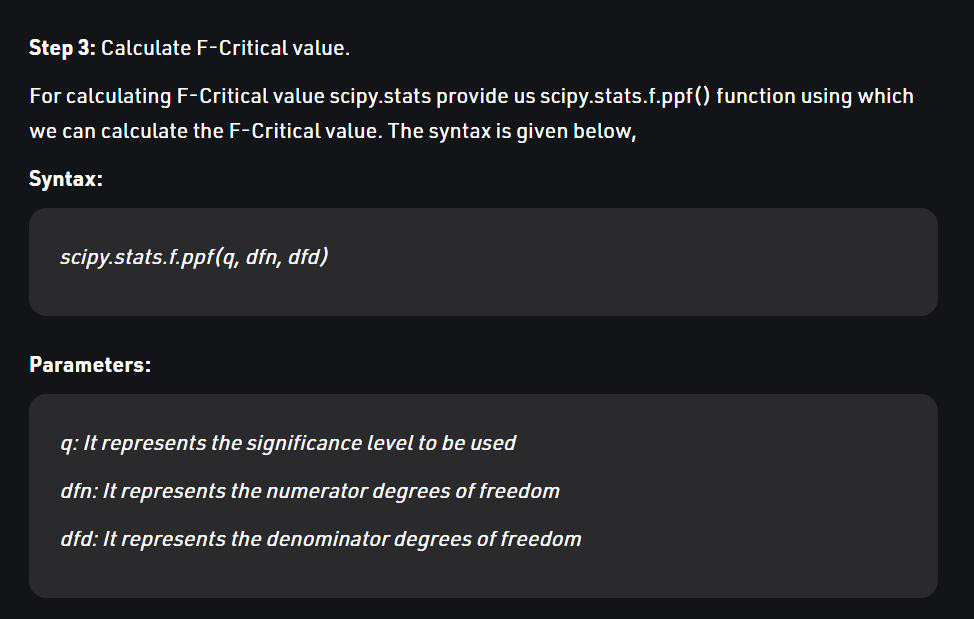 Step 3: Calculate F-Critical value.
For calculating F-Critical value scipy.stats provide us scipy.stats.f.ppf() function using which
we can calculate the F-Critical value. The syntax is given below,
Syntax:
scipy.stats.f.ppf(q, dfn, dfd)
Parameters:
q: It represents the significance level to be used
dfn: It represents the numerator degrees of freedom
dfd: It represents the denominator degrees of freedom